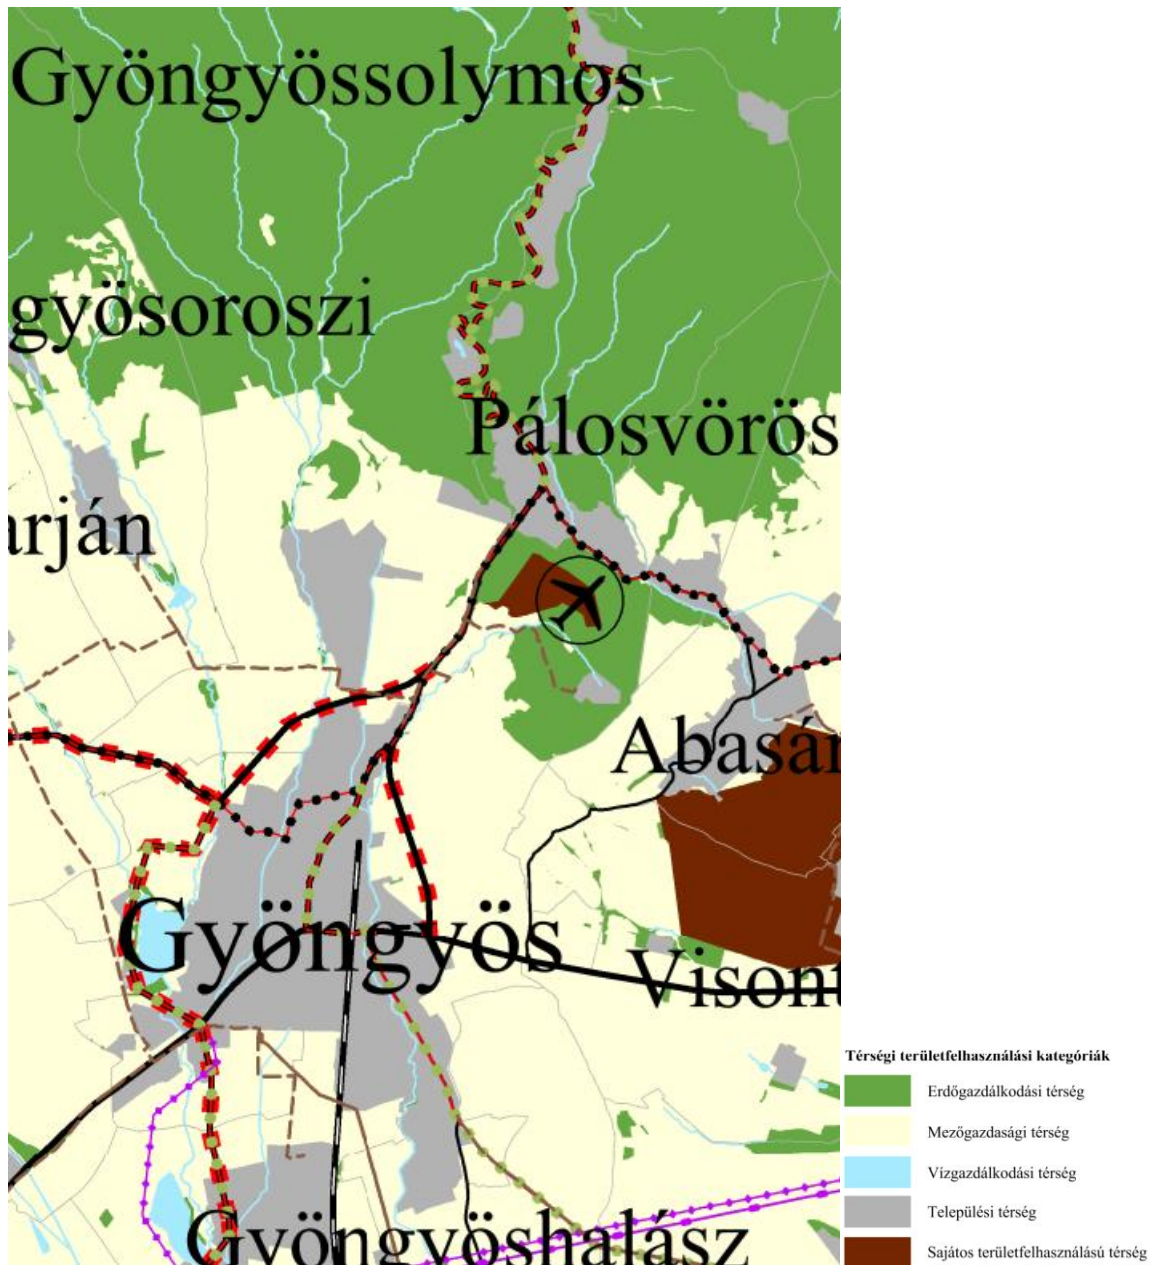 Gyöngyössolymos
gyösoroszi
Pálosvörös
arján
Abasár
Gyöngyös
Visont
Gyöngyöshalász
Térségi területfelhasználási kategóriák
Erdőgazdálkodási térség
Mezőgazdasági térség
Vízgazdálkodási térség
Települési térség
Sajátos területfelhasználású térség